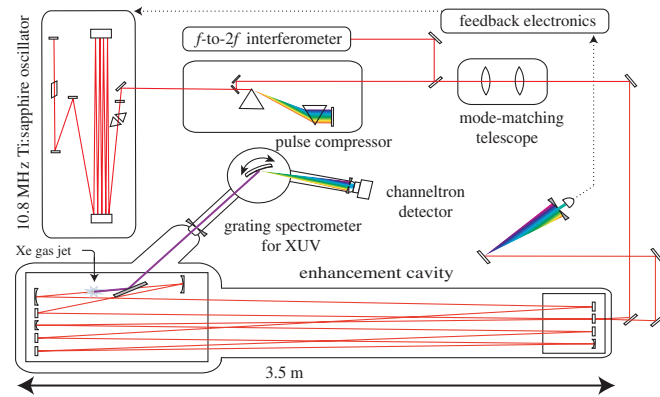 feedback electronics
f-to-2f interferometer
10.8 MHz Ti:sapphire oscillator
mode-matching
telescope
pulse compressor
channeltron
detector
grating spectrometer
for XUV
Xe gas jet
enhancement cavity
3.5 m